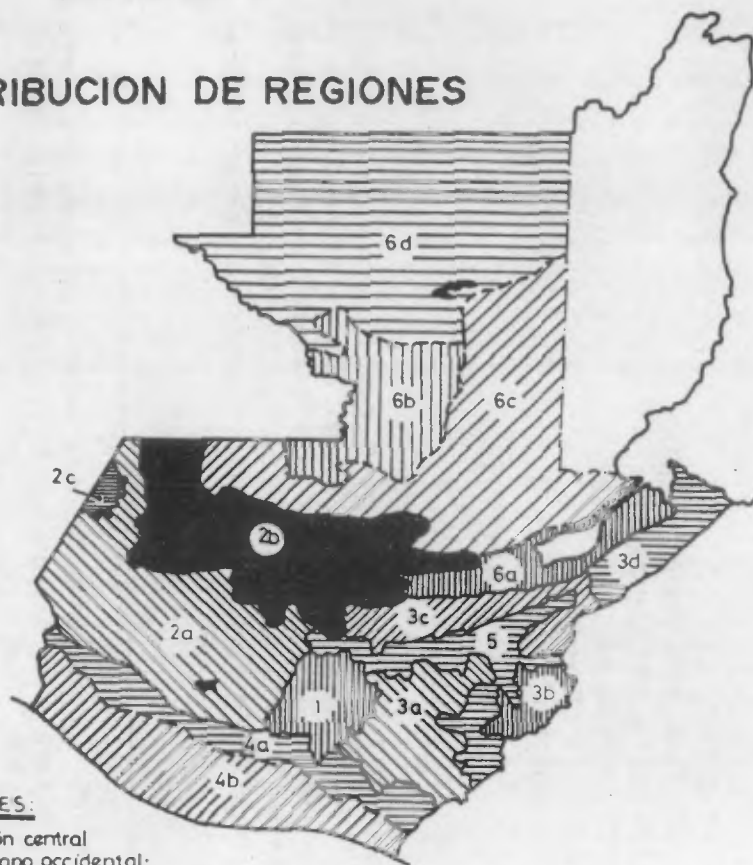 RIBUCION DE REGIONES
6d
6b
6c
2c
2b
6a
3d
3c
2a
5
3b
1
3a
4a
4b
ES:
ón central
ano occidental: